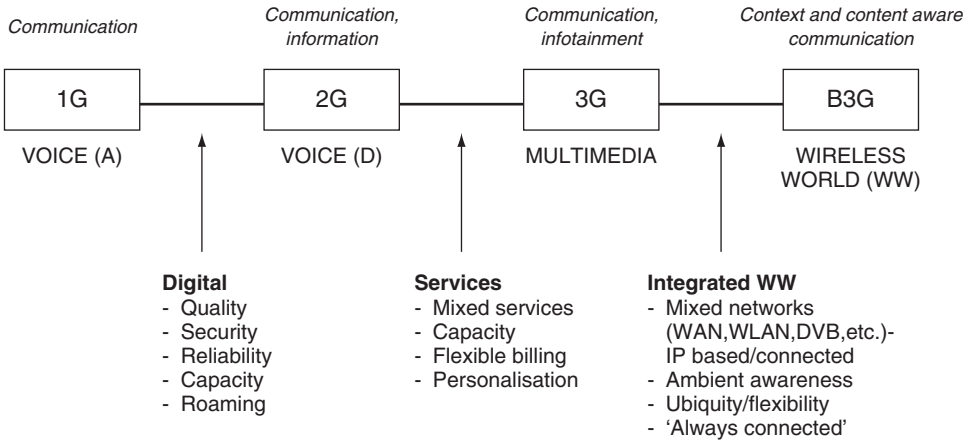 Communication
Communication,
information
Communication,
infotainment
Context and content aware
communication
1G
2G
3G
B3G
VOICE (A)
VOICE (D)
MULTIMEDIA
WIRELESS
WORLD (WW)
Digital
- Quality
- Security
- Reliability
- Capacity
- Roaming
Services
- Mixed services
- Capacity
- Flexible billing
- Personalisation
Integrated WW
- Mixed networks
(WAN,WLAN,DVB,etc.)-
IP based/connected
- Ambient awareness
- Ubiquity/flexibility
- ‘Always connected’